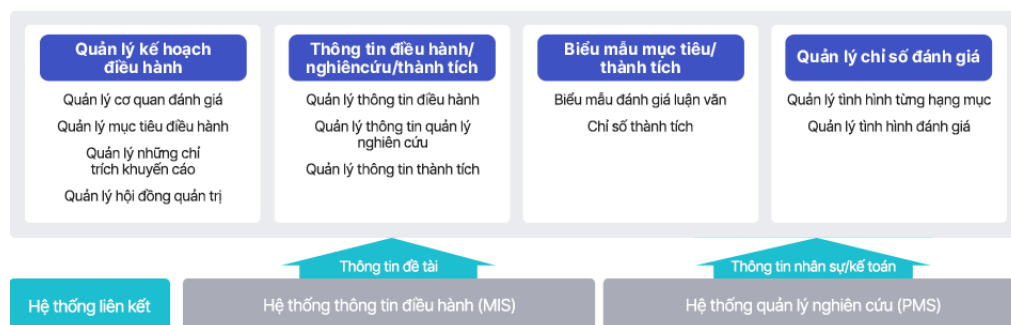 Quản lý kế hoạch
điều hành
Quản lý cơ quan đánh giá
Quản lý mục tiêu điều hành
Quản lý những chỉ
trích khuyến cáo
Quản lý hội đồng quản trị
Thông tin điều hành/
nghiêncứu/thành tích
Quản lý thông tin điều hành
Quản lý thông tin quản lý
nghiên cứu
Quản lý thông tin thành tích
Biểu mẫu mục tiêu/
thành tích
Biểu mẫu đánh giá luận văn
Chỉ số thành tích
Quản lý chỉ số đánh giá
Quản lý tình hình từng hạng mục
Quản lý tình hình đánh giá
Thông tin đề tài
Thông tin nhân sự/kế toán
Hệ thống liên kết
Hệ thống thông tin điều hành (MIS)
Hệ thống quản lý nghiên cứu (PMS)